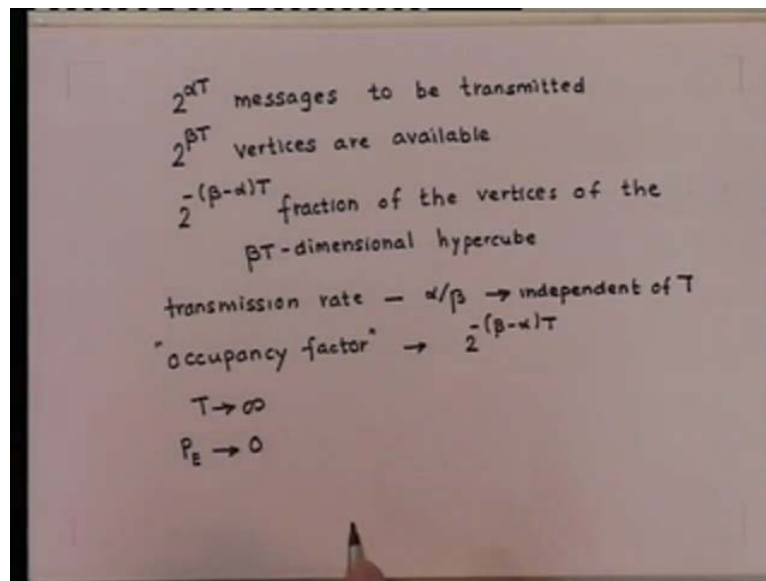 2^αT messages to be transmitted
2^βT vertices are available
2^-(β-α)T fraction of the vertices of the
βT-dimensional hypercube
transmission rate – α/β → independent of T
"occupancy factor" → 2^-(β-α)T
T→∞
P_E → 0